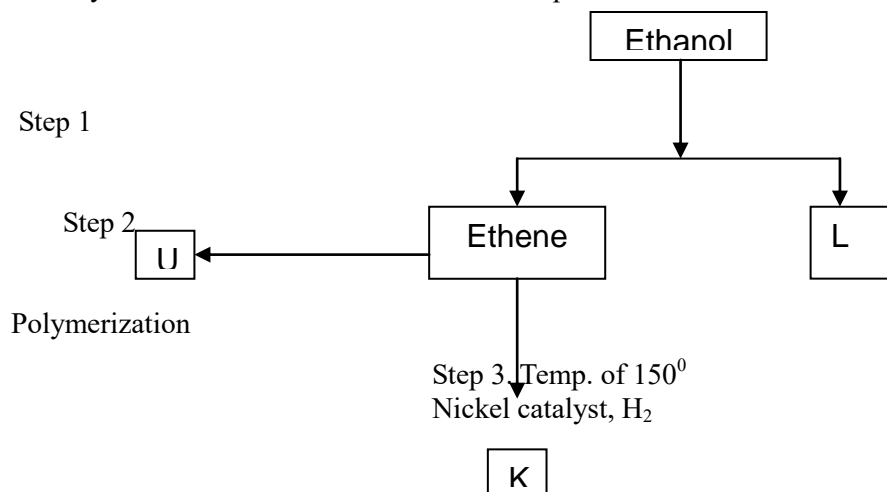 Ethanol
Step 1
Step 2
U
Ethene
L
Polymerization
Step 3. Temp. of 150⁰
Nickel catalyst, H₂
K